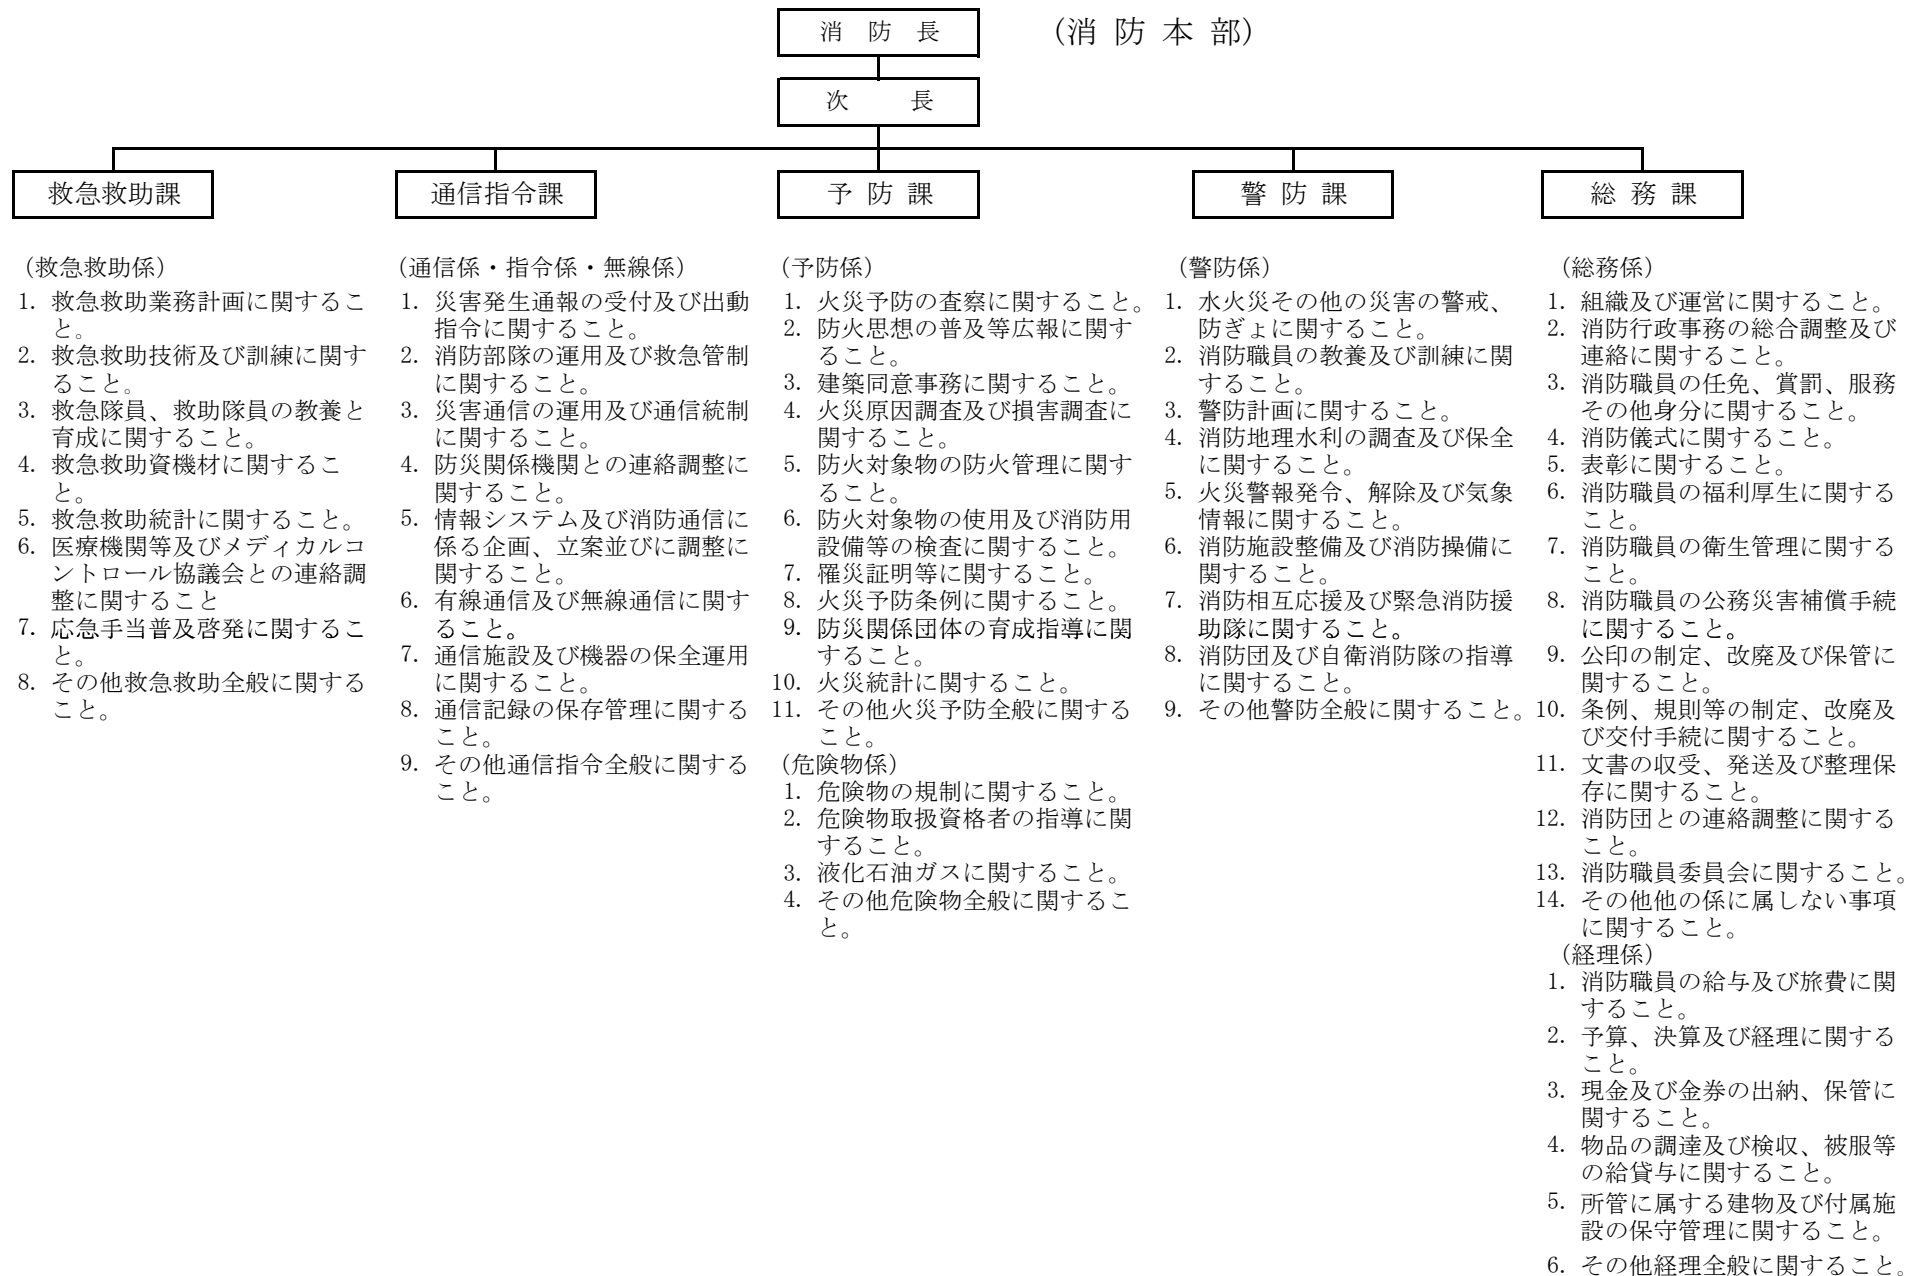 消防長
(消防本部)
次長
救急救助課
通信指令課
予防課
警防課
総務課
(救急救助係)
1. 救急救助業務計画に関するこ
と。
2. 救急救助技術及び訓練に関す
ること。
3. 救急隊員、救助隊員の教養と
育成に関すること。
4. 救急救助資機材に関するこ
と。
5. 救急救助統計に関すること。
6. 医療機関等及びメディカルコ
ントロール協議会との連絡調
整に関すること
7. 応急手当普及啓発に関するこ
と。
8. その他救急救助全般に関する
こと。
(通信係・指令係・無線係)
1. 災害発生通報の受付及び出動
指令に関すること。
2. 消防部隊の運用及び救急管制
に関すること。
3. 災害通信の運用及び通信統制
に関すること。
4. 防災関係機関との連絡調整に
関すること。
5. 情報システム及び消防通信に
係る企画、立案並びに調整に
関すること。
6. 有線通信及び無線通信に関す
ること。
7. 通信施設及び機器の保全運用
に関すること。
8. 通信記録の保存管理に関する
こと。
9. その他通信指令全般に関する
こと。
(予防係)
1. 火災予防の査察に関すること。
2. 防火思想の普及等広報に関す
ること。
3. 建築同意事務に関すること。
4. 火災原因調査及び損害調査に
関すること。
5. 防火対象物の防火管理に関す
ること。
6. 防火対象物の使用及び消防用
設備等の検査に関すること。
7. 罹災証明等に関すること。
8. 火災予防条例に関すること。
9. 防災関係団体の育成指導に関
すること。
10. 火災統計に関すること。
11. その他火災予防全般に関する
こと。
(危険物係)
1. 危険物の規制に関すること。
2. 危険物取扱資格者の指導に関
すること。
3. 液化石油ガスに関すること。
4. その他危険物全般に関するこ
と。
(警防係)
1. 水火災その他の災害の警戒、
防ぎょに関すること。
2. 消防職員の教養及び訓練に関
すること。
3. 警防計画に関すること。
4. 消防地理水利の調査及び保全
に関すること。
5. 火災警報発令、解除及び気象
情報に関すること。
6. 消防施設整備及び消防操備に
関すること。
7. 消防相互応援及び緊急消防援
助隊に関すること。
8. 消防団及び自衛消防隊の指導
に関すること。
9. その他警防全般に関すること。
(総務係)
1. 組織及び運営に関すること。
2. 消防行政事務の総合調整及び
連絡に関すること。
3. 消防職員の任免、賞罰、服務
その他身分に関すること。
4. 消防儀式に関すること。
5. 表彰に関すること。
6. 消防職員の福利厚生に関する
こと。
7. 消防職員の衛生管理に関する
こと。
8. 消防職員の公務災害補償手続
に関すること。
9. 公印の制定、改廃及び保管に
関すること。
10. 条例、規則等の制定、改廃及
び交付手続に関すること。
11. 文書の収受、発送及び整理保
存に関すること。
12. 消防団との連絡調整に関する
こと。
13. 消防職員委員会に関すること。
14. その他他の係に属しない事項
に関すること。
(経理係)
1. 消防職員の給与及び旅費に関
すること。
2. 予算、決算及び経理に関する
こと。
3. 現金及び金券の出納、保管に
関すること。
4. 物品の調達及び検収、被服等
の給貸与に関すること。
5. 所管に属する建物及び付属施
設の保守管理に関すること。
6. その他経理全般に関すること。